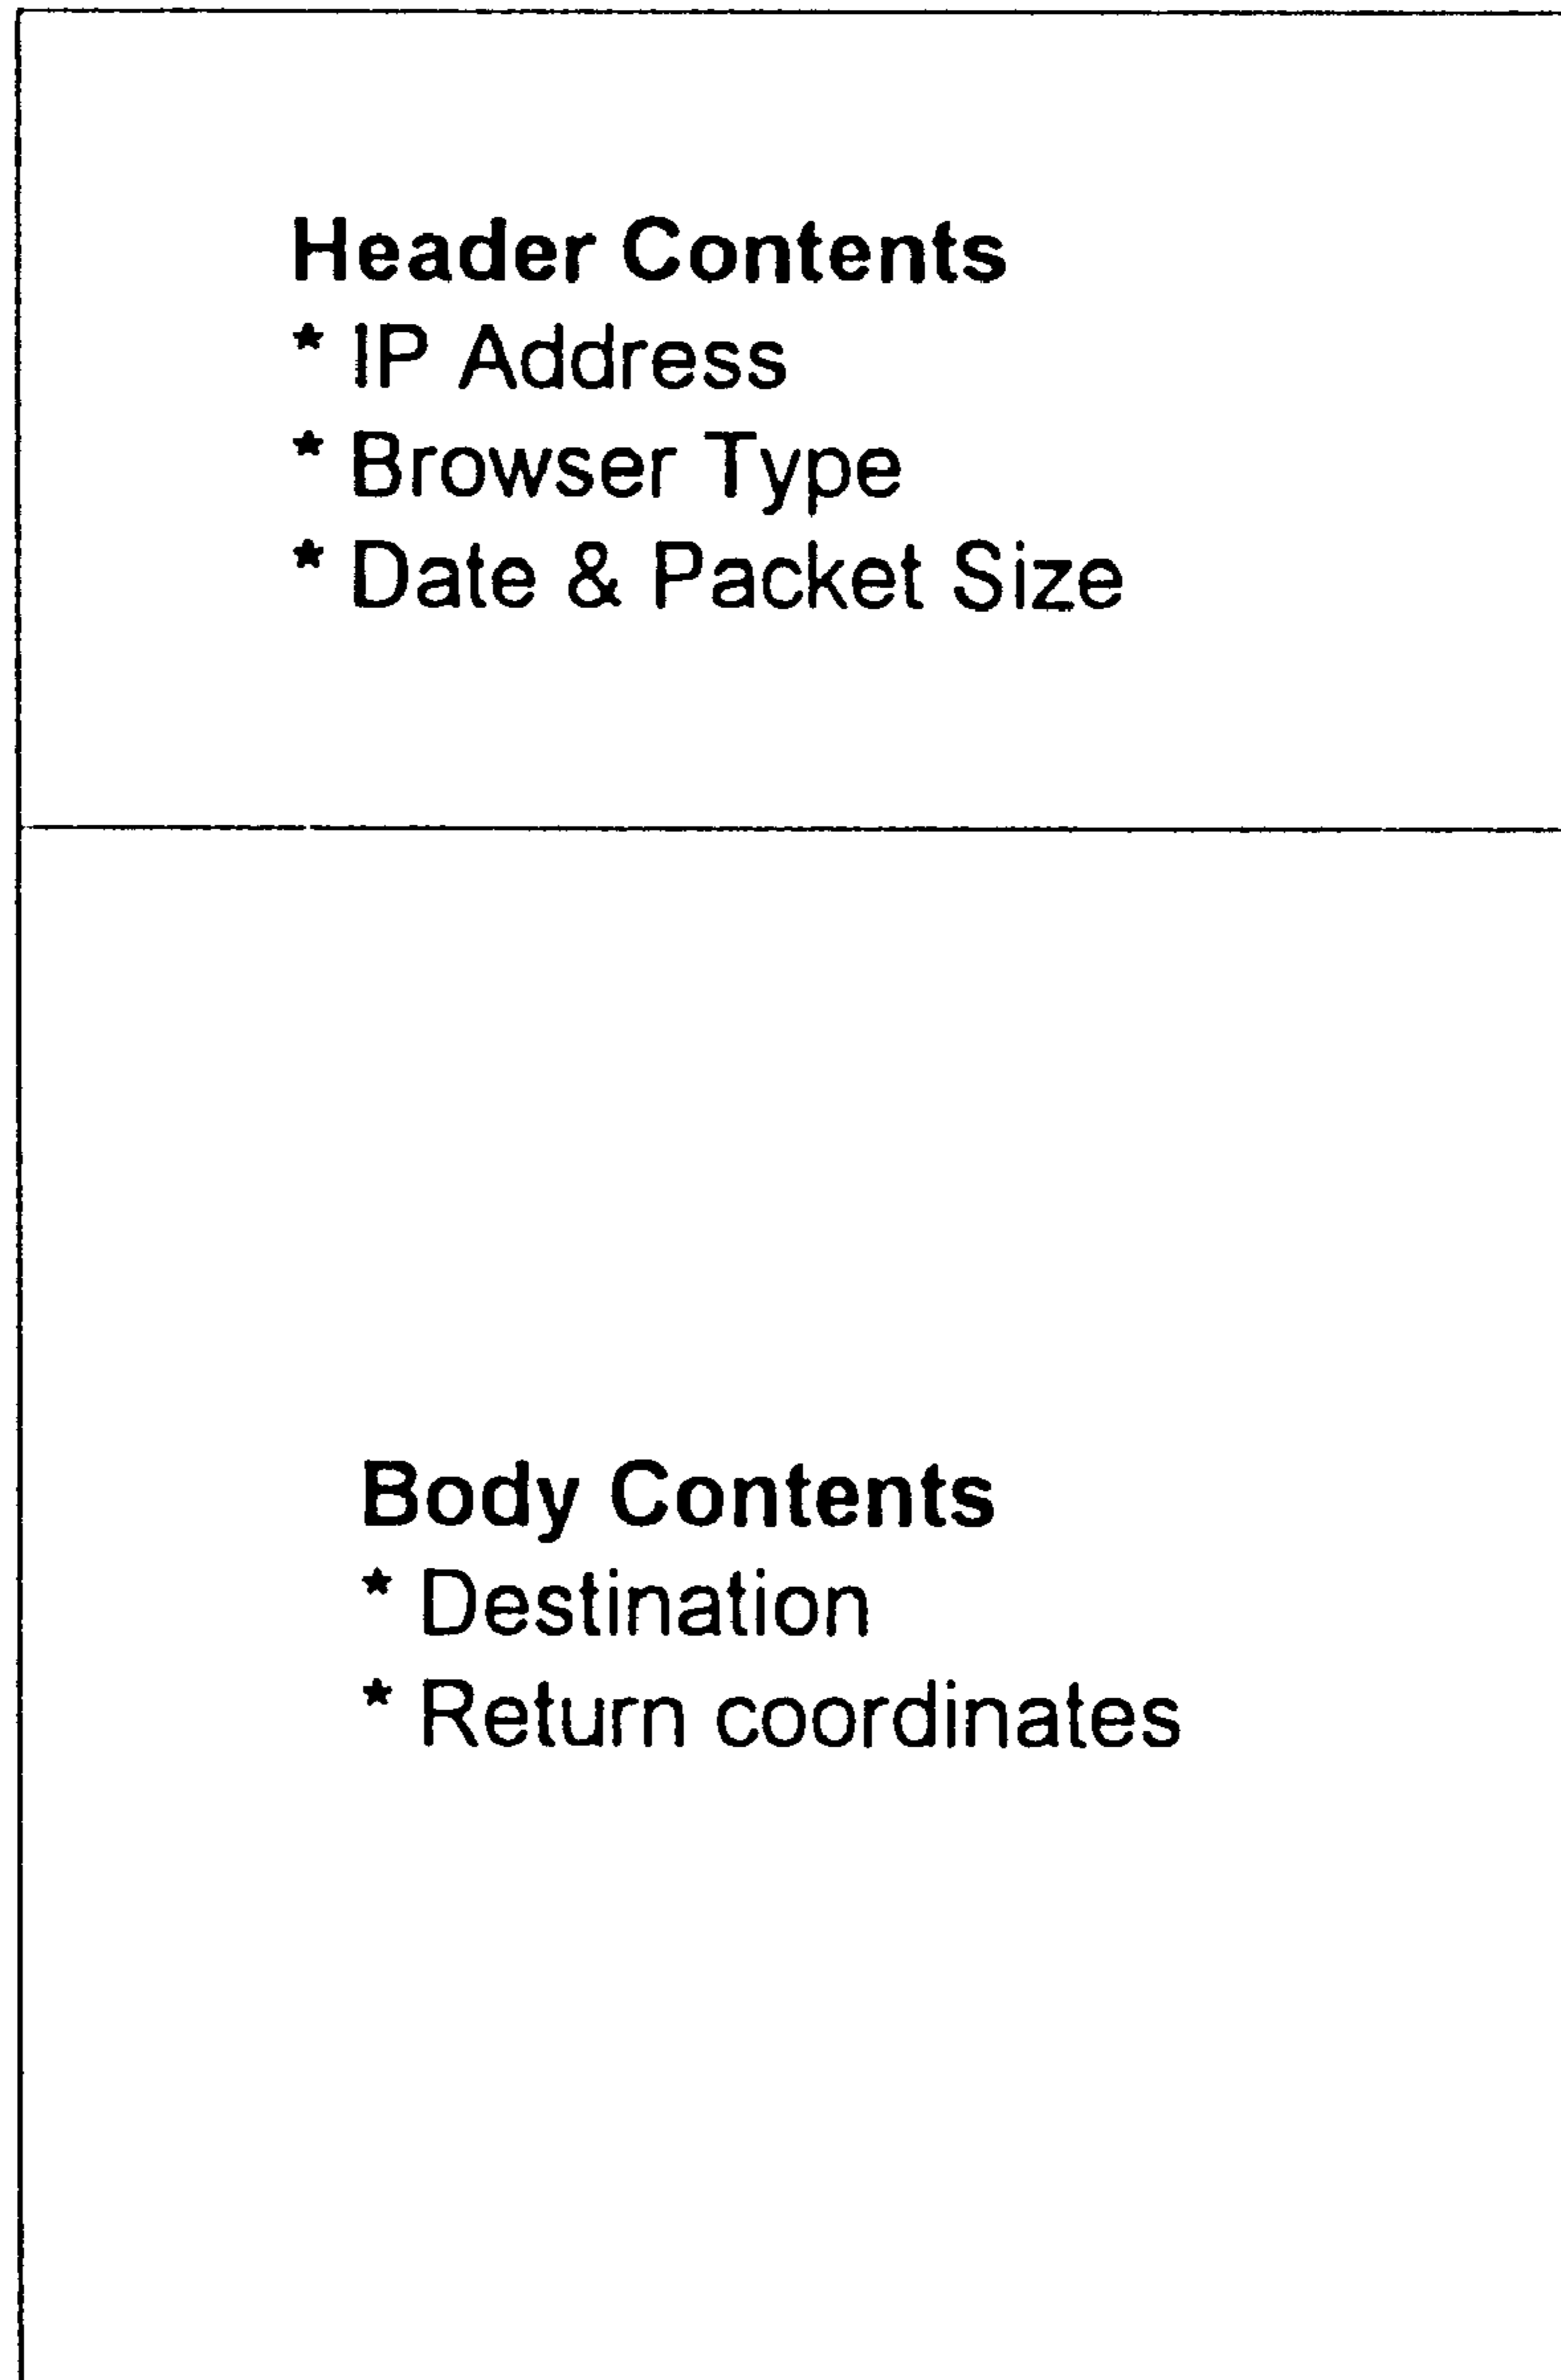 Header Contents
* IP Address
* Browser Type
* Date & Packet Size
Body Contents
* Destination
* Return coordinates